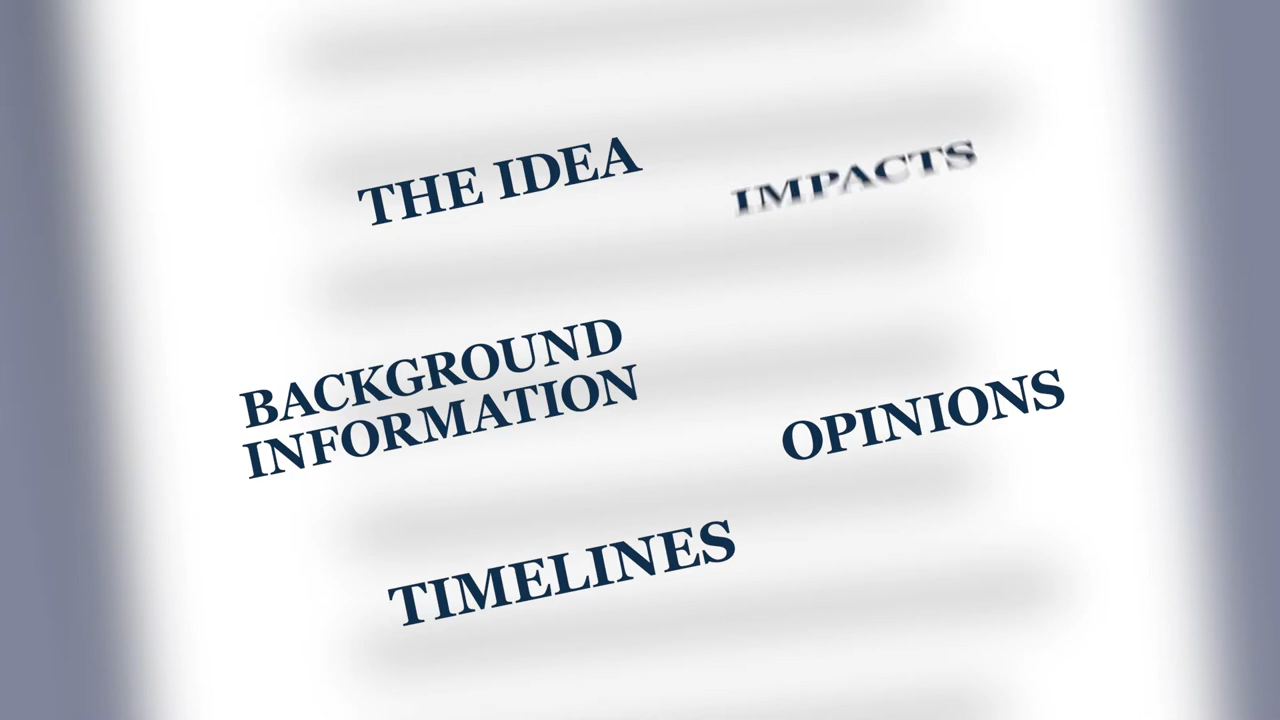 THE IDEA
IMPACTS
BACKGROUND
INFORMATION
OPINIONS
TIMELINES